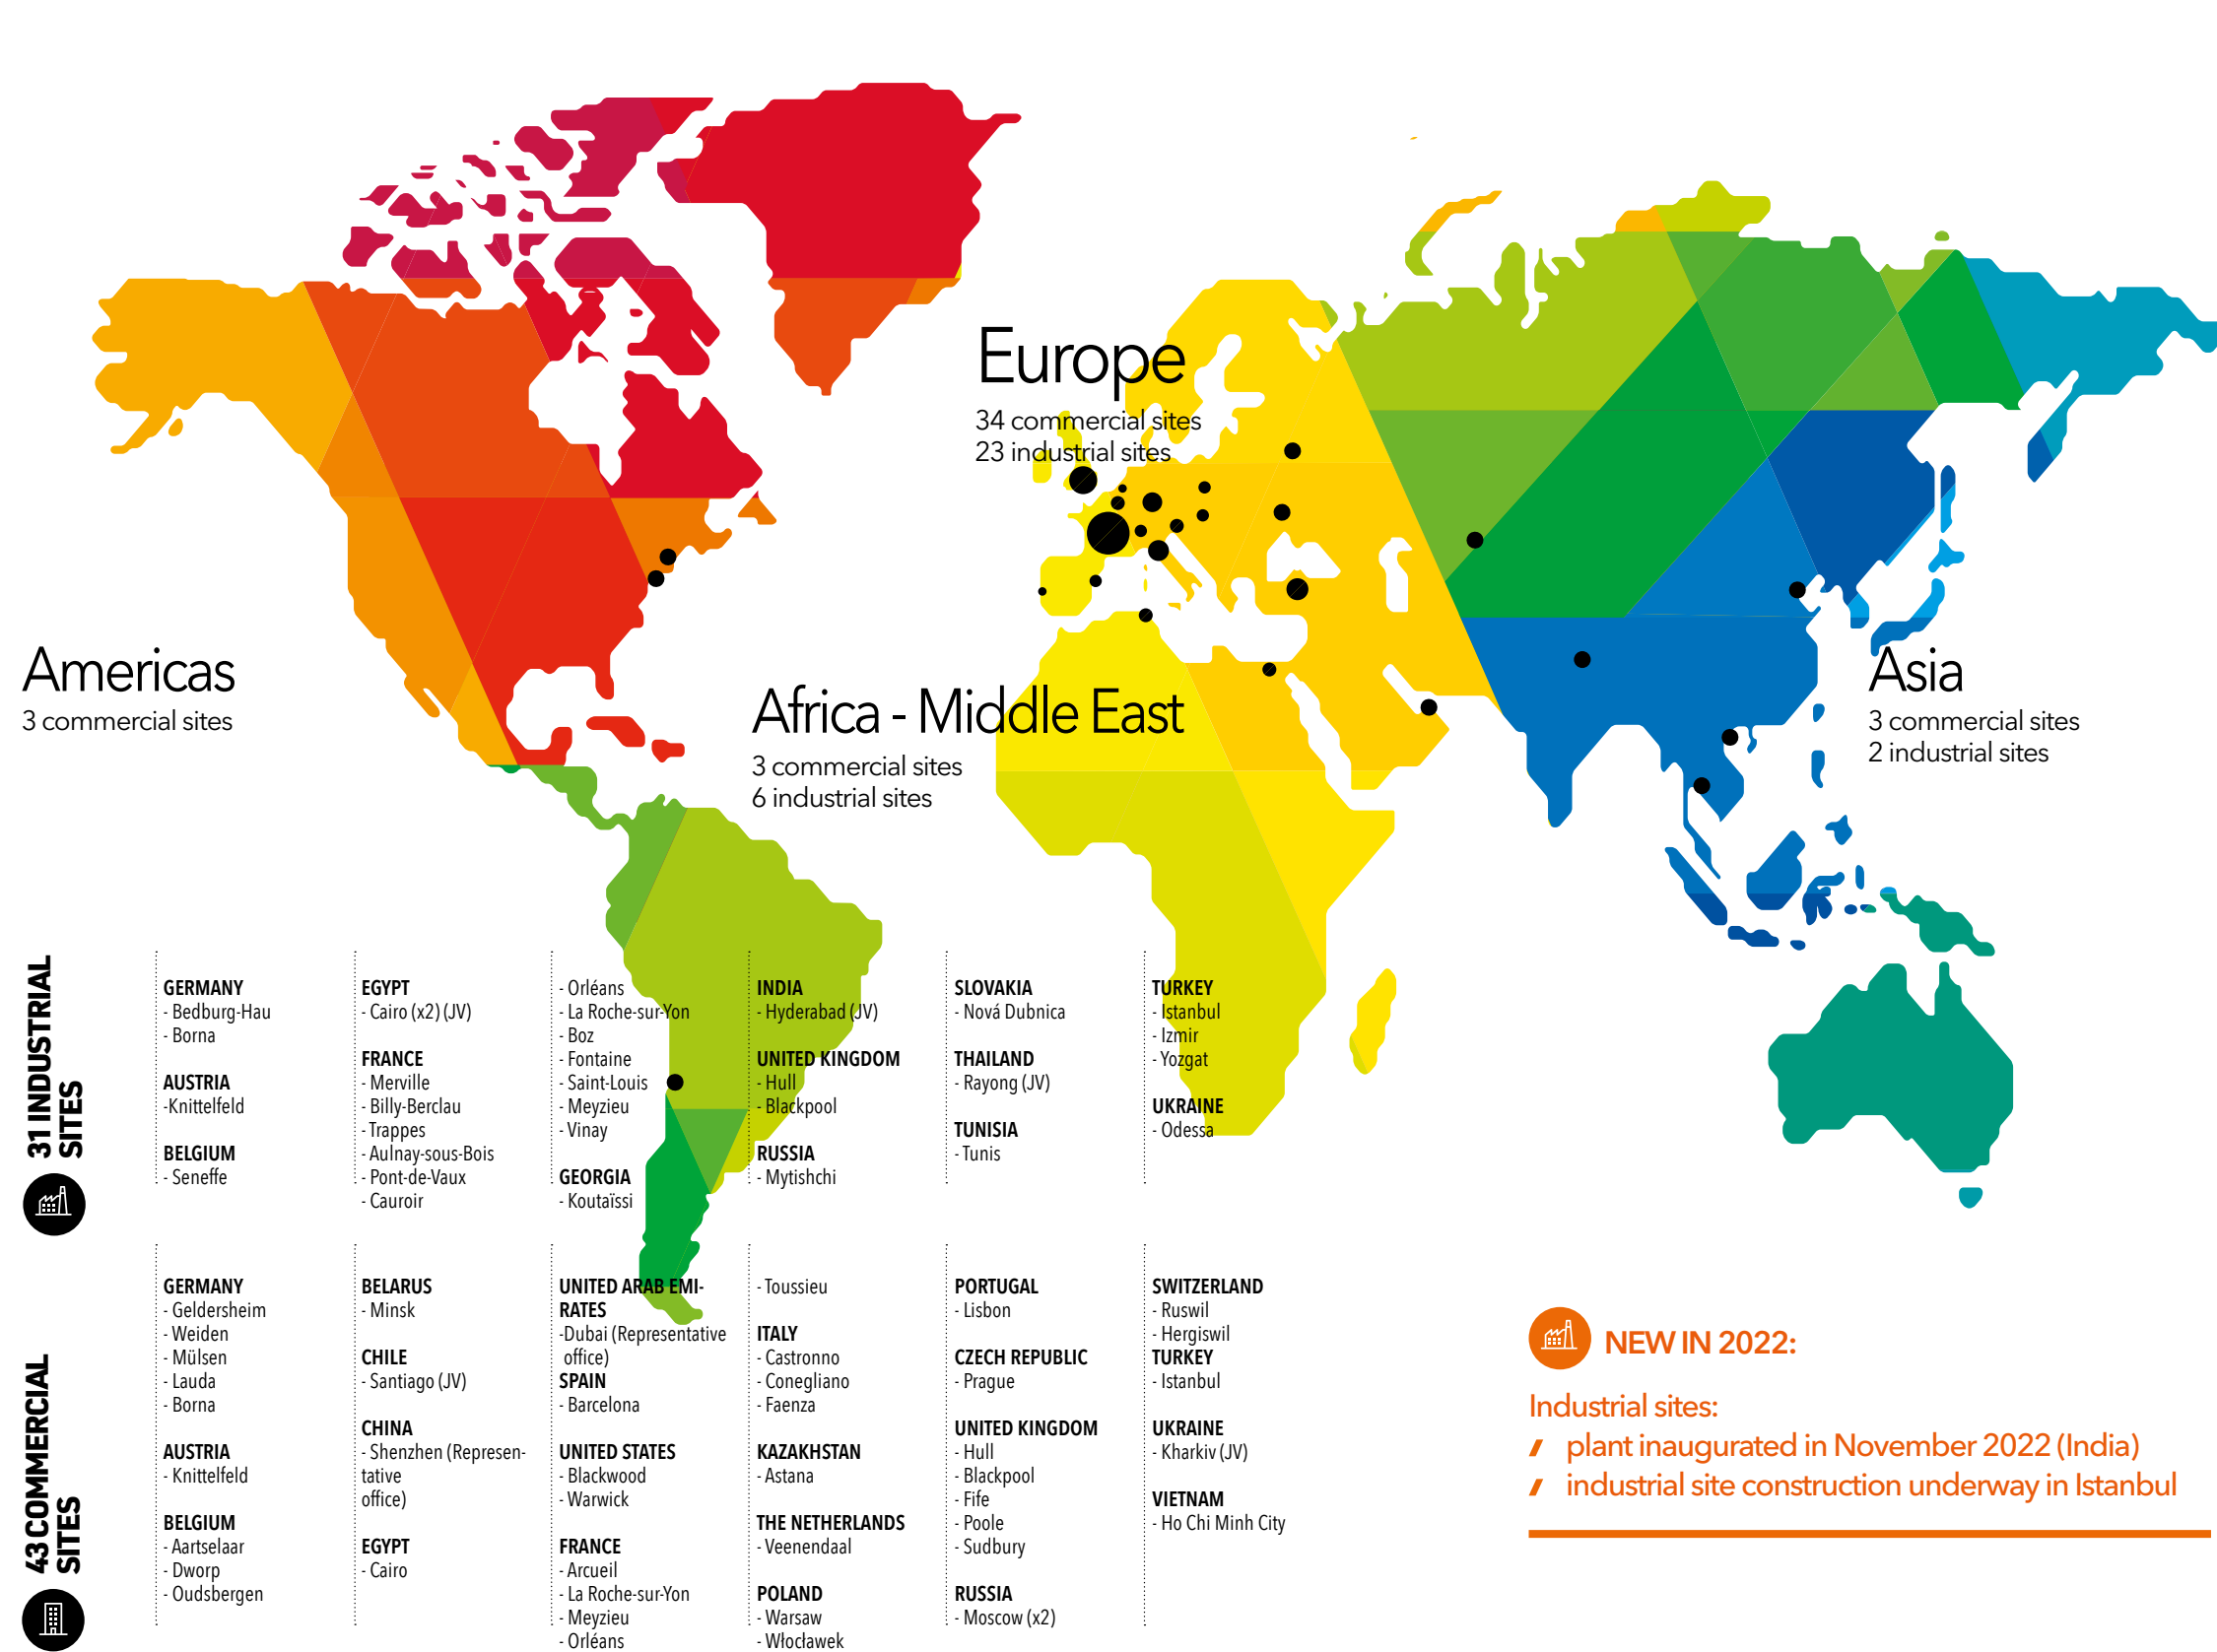 Europe
34 commercial sites
23 industrial sites
Americas
3 commercial sites
Africa - Middle East
3 commercial sites
6 industrial sites
Asia
3 commercial sites
2 industrial sites
31 INDUSTRIAL
SITES
GERMANY
- Bedburg-Hau
- Borna
AUSTRIA
-Knittelfeld
BELGIUM
- Seneffe
EGYPT
- Cairo (x2) (JV)
FRANCE
- Merville
- Billy-Berclau
- Trappes
- Aulnay-sous-Bois
- Pont-de-Vaux
- Cauroir
- Orléans
- La Roche-sur-Yon
- Boz
- Fontaine
- Saint-Louis
- Meyzieu
- Vinay
GEORGIA
- Koutaïssi
INDIA
- Hyderabad (JV)
UNITED KINGDOM
- Hull
- Blackpool
RUSSIA
- Mytishchi
SLOVAKIA
- Nová Dubnica
THAILAND
- Rayong (JV)
TUNISIA
- Tunis
TURKEY
- Istanbul
- Izmir
- Yozgat
UKRAINE
- Odessa
43 COMMERCIAL
SITES
GERMANY
- Geldersheim
- Weiden
- Mülsen
- Lauda
- Borna
AUSTRIA
- Knittelfeld
BELGIUM
- Aartselaar
- Dworp
- Oudsbergen
BELARUS
- Minsk
CHILE
- Santiago (JV)
CHINA
- Shenzhen (Represen-
tative
office)
EGYPT
- Cairo
UNITED ARAB EMI-
RATES
-Dubai (Representative
office)
SPAIN
- Barcelona
UNITED STATES
- Blackwood
- Warwick
FRANCE
- Arcueil
- La Roche-sur-Yon
- Meyzieu
- Orléans
- Toussieu
ITALY
- Castronno
- Conegliano
- Faenza
KAZAKHSTAN
- Astana
THE NETHERLANDS
- Veenendaal
POLAND
- Warsaw
- Włocławek
PORTUGAL
- Lisbon
CZECH REPUBLIC
- Prague
UNITED KINGDOM
- Hull
- Blackpool
- Fife
- Poole
- Sudbury
RUSSIA
- Moscow (x2)
SWITZERLAND
- Ruswil
- Hergiswil
TURKEY
- Istanbul
UKRAINE
- Kharkiv (JV)
VIETNAM
- Ho Chi Minh City
NEW IN 2022:
Industrial sites:
plant inaugurated in November 2022 (India)
industrial site construction underway in Istanbul